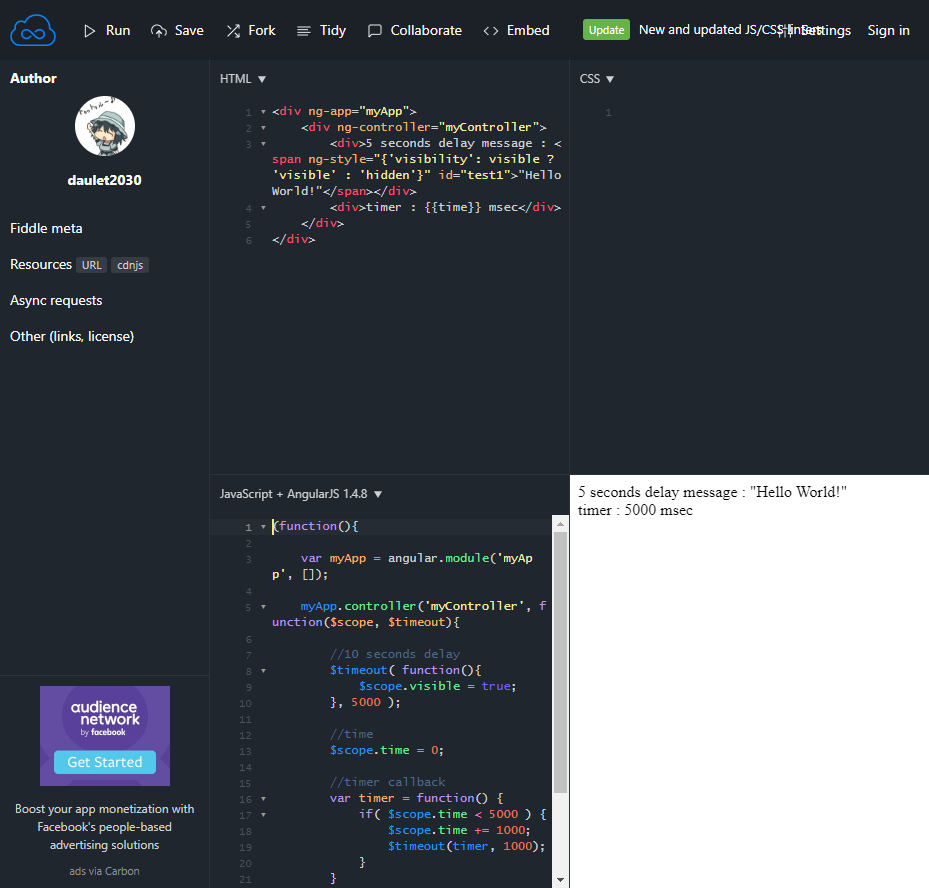 Run
Save
Fork
Tidy
Collaborate
Embed
Update
New and updated JS/CSS linters
Settings
Sign in
Author
daulet2030
Fiddle meta
Resources URL cdnjs
Async requests
Other (links, license)
audience
network
by facebook
Get Started
Boost your app monetization with
Facebook's people-based
advertising solutions
ads via Carbon
HTML ▼
1 <div ng-app="myApp">
2 <div ng-controller="myController">
3 <div>5 seconds delay message : <
span ng-style="{'visibility': visible ?
'visible' : 'hidden'}" id="test1">"Hello
World!"</span></div>
4 <div>timer : {{time}} msec</div>
5 </div>
6 </div>
CSS ▼
1
JavaScript + AngularJS 1.4.8 ▼
1 (function(){
2
3 var myApp = angular.module('myAp
p', []);
4
5 myApp.controller('myController', f
unction($scope, $timeout){
6
7 //10 seconds delay
8 $timeout( function(){
9 $scope.visible = true;
10 }, 5000 );
11
12 //time
13 $scope.time = 0;
14
15 //timer callback
16 var timer = function() {
17 if( $scope.time < 5000 ) {
18 $scope.time += 1000;
19 $timeout(timer, 1000);
20 }
21 }
5 seconds delay message : "Hello World!"
timer : 5000 msec